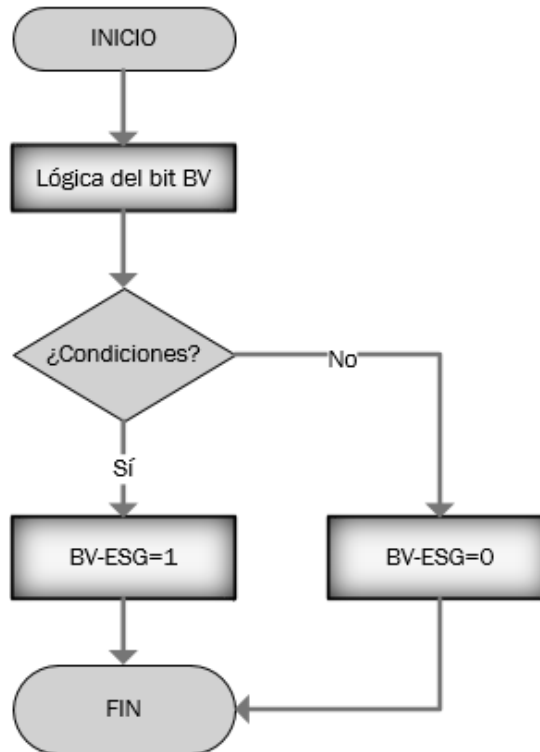 INICIO
Lógica del bit BV
¿Condiciones?
No
Sí
BV-ESG=1
BV-ESG=0
FIN